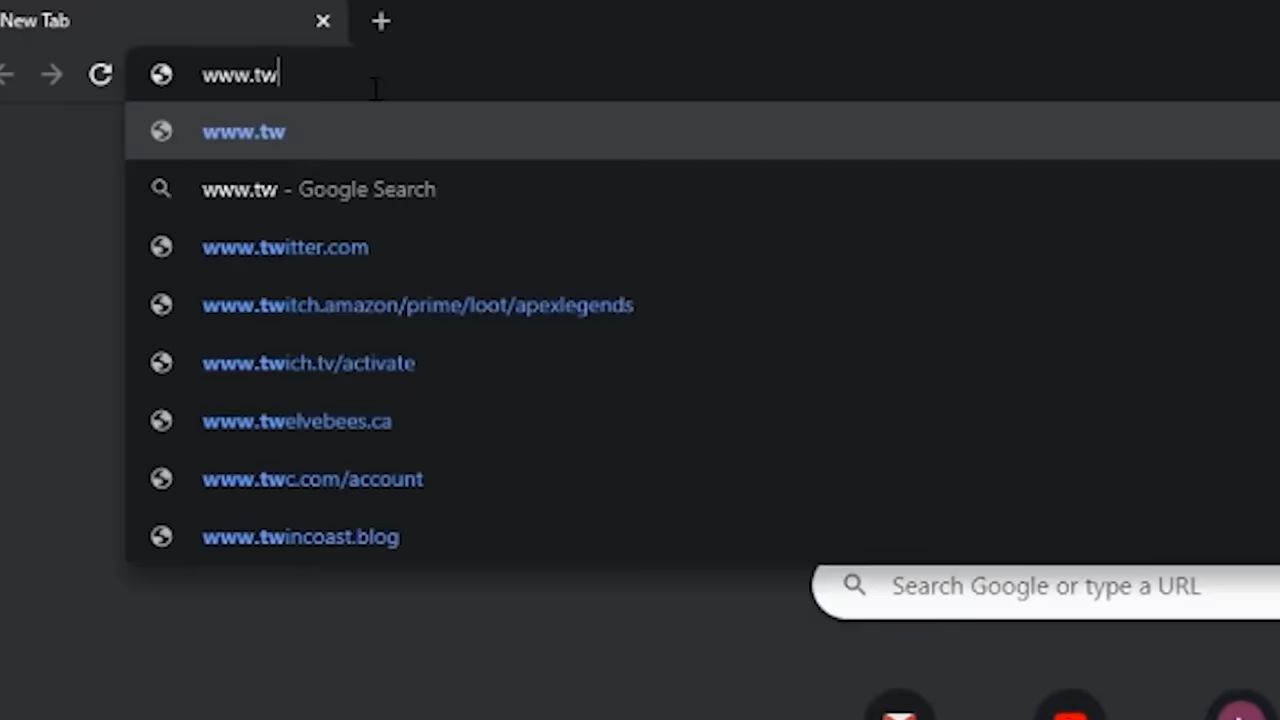 New Tab
www.tw
www.tw
www.tw - Google Search
www.twitter.com
www.twitch.amazon/prime/loot/apexlegends
www.twich.tv/activate
www.twelvebees.ca
www.twc.com/account
www.twincoast.blog
Search Google or type a URL